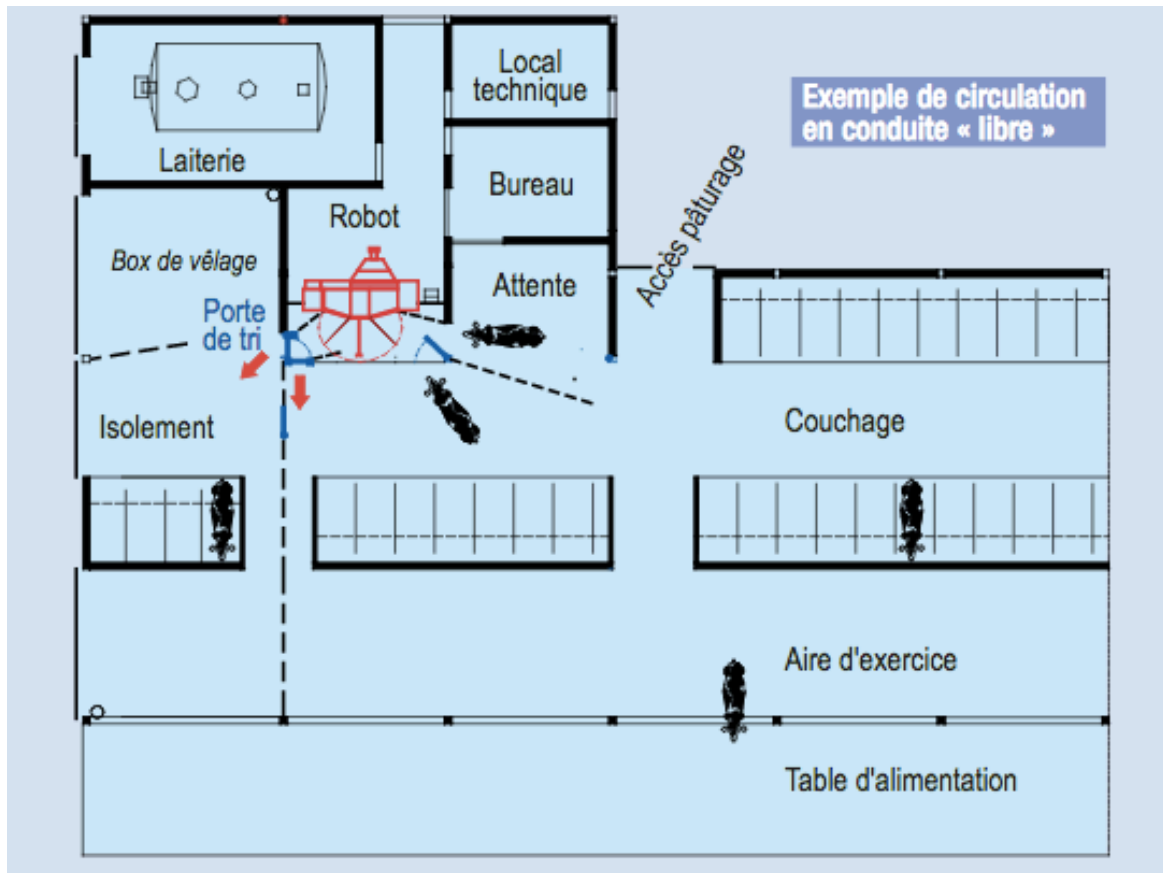 Local
technique
Exemple de circulation
en conduite « libre »
Laiterie
Bureau
Robot
Accès pâturage
Box de vêlage
Attente
Porte
de tri
Isolement
Couchage
Aire d'exercice
Table d'alimentation